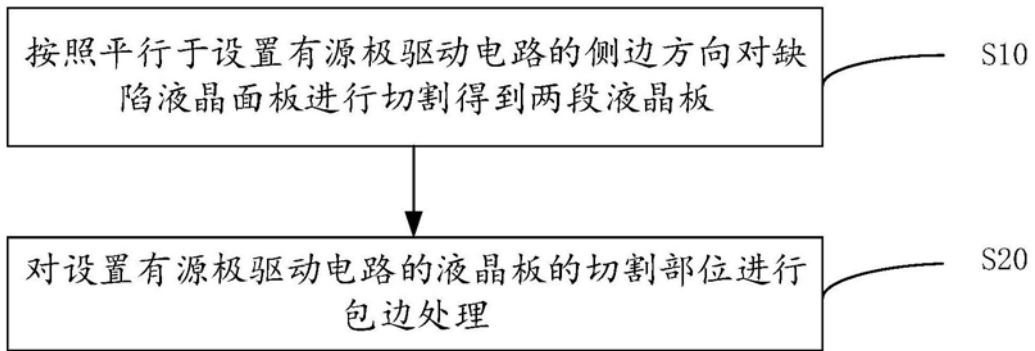 按照平行于设置有源极驱动电路的侧边方向对缺
陷液晶面板进行切割得到两段液晶板
S10
对设置有源极驱动电路的液晶板的切割部位进行
包边处理
S20